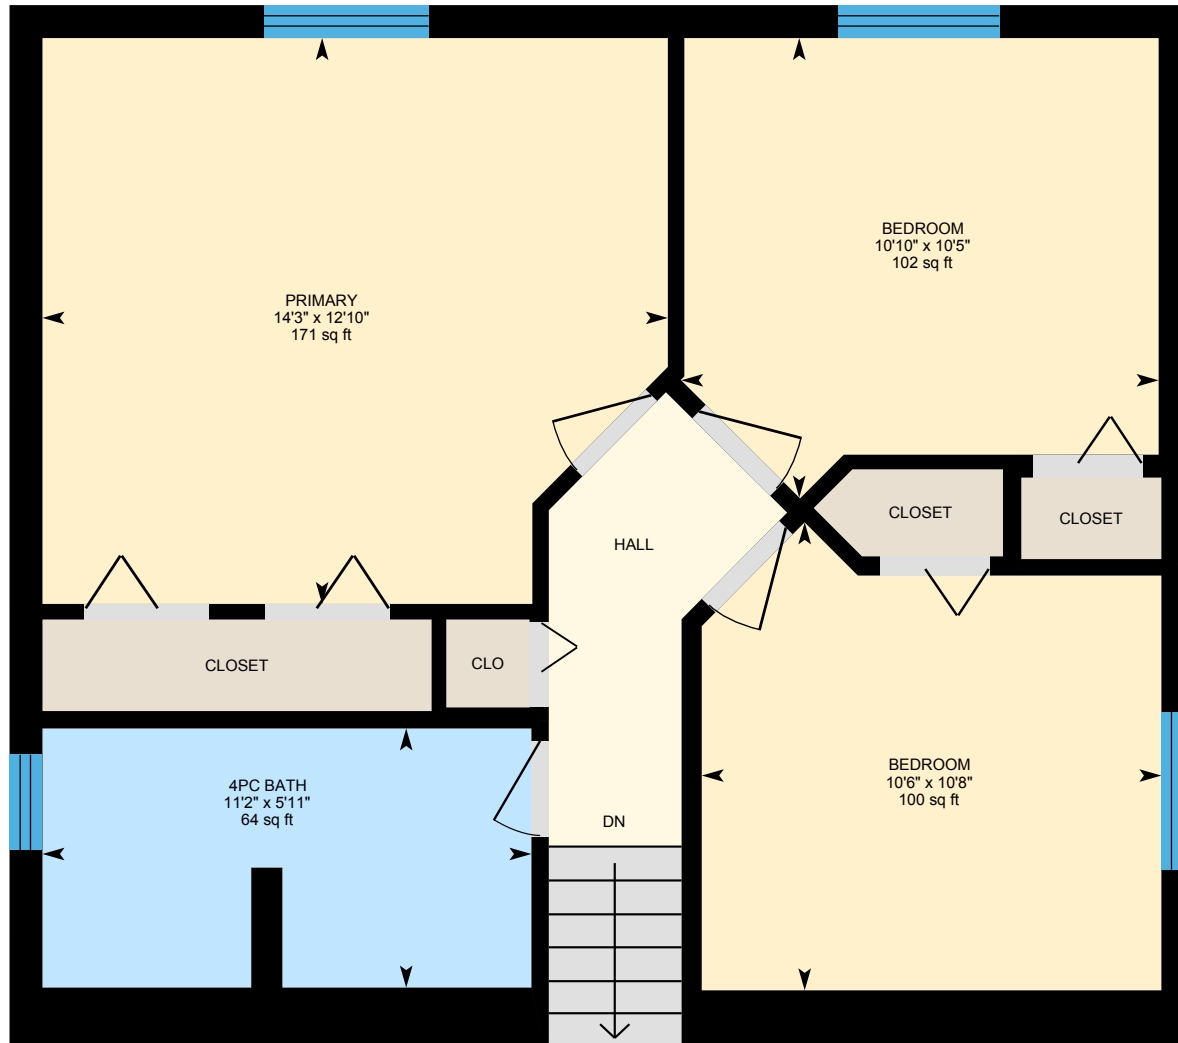 BEDROOM
10'10" x 10'5"
102 sq ft
PRIMARY
14'3" x 12'10"
171 sq ft
CLOSET
CLOSET
HALL
CLOSET
CLO
BEDROOM
10'6" x 10'8"
100 sq ft
4PC BATH
11'2" x 5'11"
64 sq ft
DN